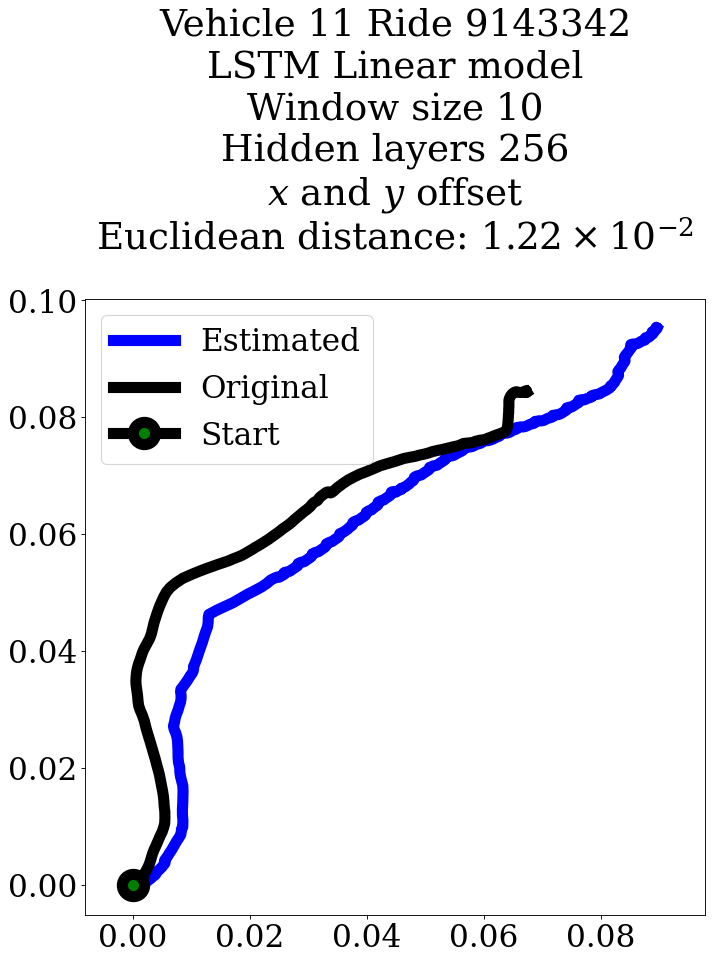 Vehicle 11 Ride 9143342
LSTM Linear model
Window size 10
Hidden layers 256
x and y offset
Euclidean distance: 1.22 × 10⁻²
0.10
0.08
0.06
0.04
0.02
0.00
Estimated
Original
Start
0.00 0.02 0.04 0.06 0.08